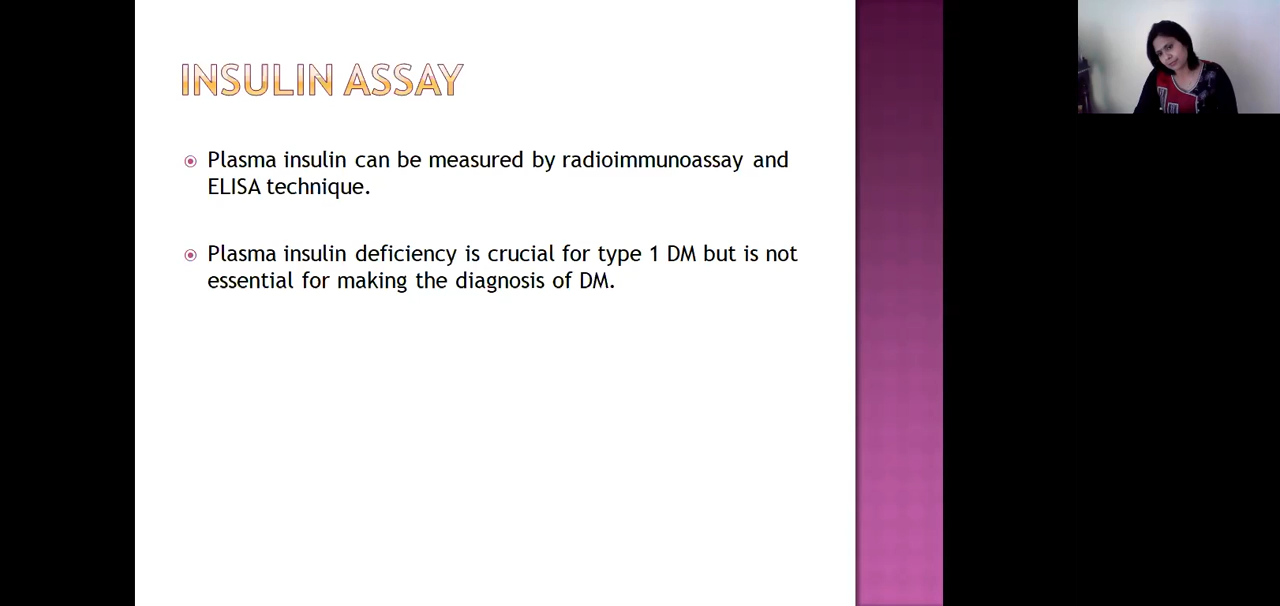 INSULIN ASSAY
Plasma insulin can be measured by radioimmunoassay and
ELISA technique.
Plasma insulin deficiency is crucial for type 1 DM but is not
essential for making the diagnosis of DM.